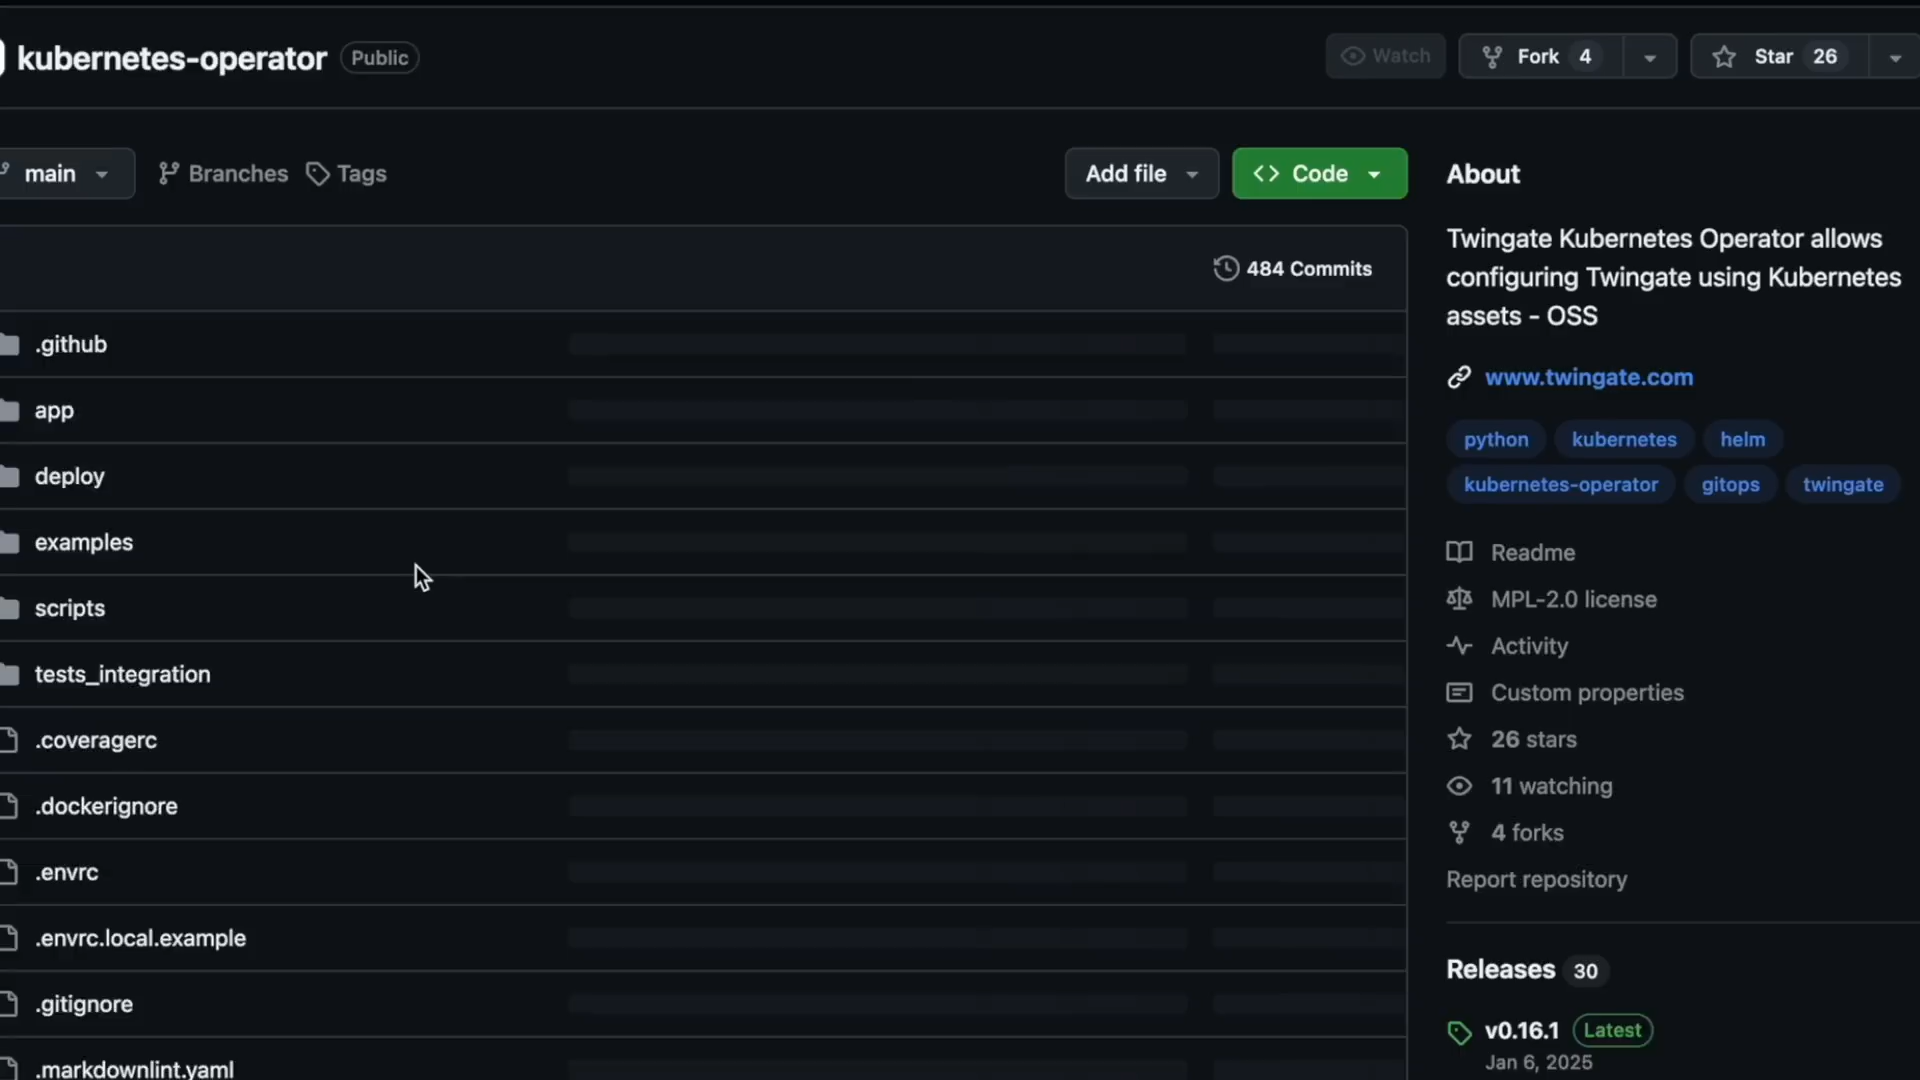 kubernetes-operator Public
Watch
Fork 4
Star 26
main
Branches
Tags
Add file
Code
484 Commits
.github
app
deploy
examples
scripts
tests_integration
.coveragerc
.dockerignore
.envrc
.envrc.local.example
.gitignore
.markdownlint.yaml
About
Twingate Kubernetes Operator allows
configuring Twingate using Kubernetes
assets - OSS
www.twingate.com
python kubernetes helm
kubernetes-operator gitops twingate
Readme
MPL-2.0 license
Activity
Custom properties
26 stars
11 watching
4 forks
Report repository
Releases 30
v0.16.1 Latest
Jan 6, 2025